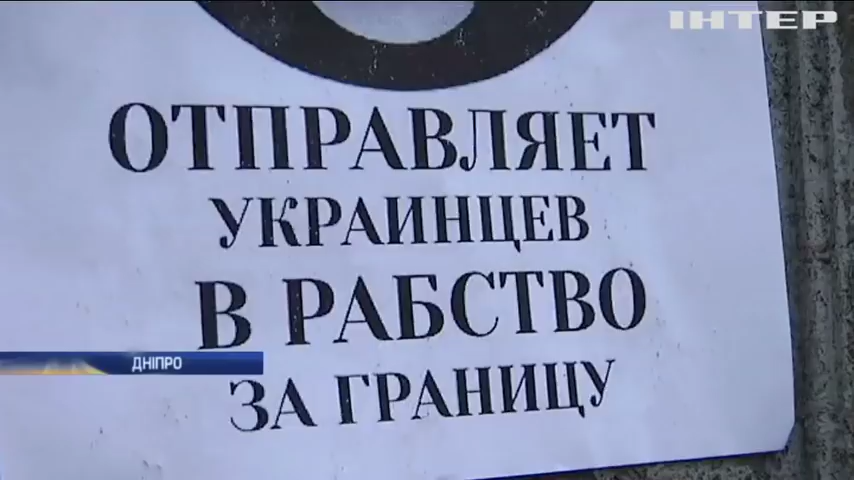 ІНТЕР
ОТПРАВЛЯЕТ
УКРАИНЦЕВ
В РАБСТВО
ДНІПРО
ЗА ГРАНИЦУ